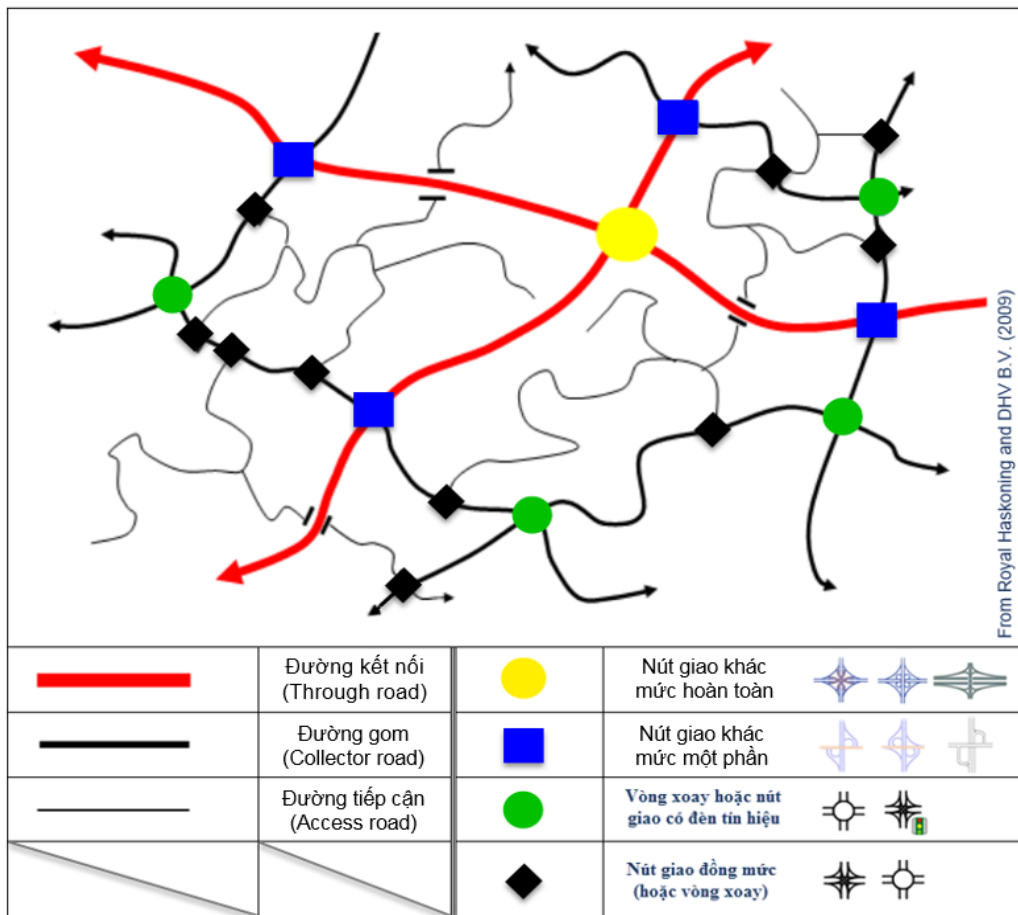 From Royal Haskoning and DHV B.V. (2009)
Đường kết nối
(Through road)
Nút giao khác
mức hoàn toàn
Đường gom
(Collector road)
Nút giao khác
mức một phần
Đường tiếp cận
(Access road)
Vòng xoay hoặc nút
giao có đèn tín hiệu
Nút giao đồng mức
(hoặc vòng xoay)